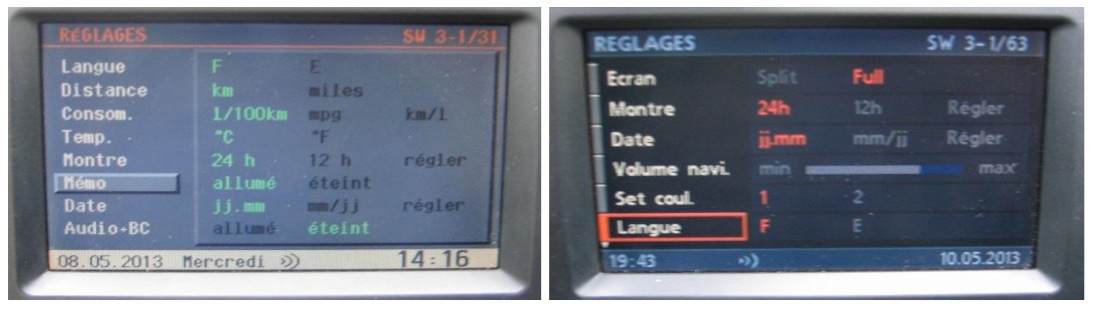 RÉGLAGES SW 3-1/31
Langue F E
Distance km miles
Consom. 1/100km mpg km/l
Temp. °C °F
Montre 24 h 12 h régler
Mémo allumé éteint
Date jj.mm mm/jj régler
Audio+BC allumé éteint
08.05.2013 Mercredi 14:16
REGLAGES SW 3-1/63
Ecran Split Full
Montre 24h 12h Régler
Date jj.mm mm/jj Régler
Volume navi. min max
Set coul. 1 2
Langue F E
19:43 10.05.2013